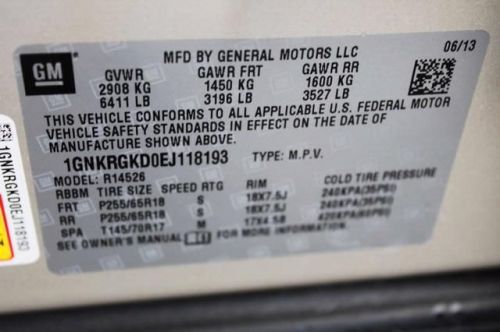 GM
MFD BY GENERAL MOTORS LLC
06/13
GVWR GAWR FRT GAWR RR
2908 KG 1450 KG 1600 KG
6411 LB 3196 LB 3527 LB
THIS VEHICLE CONFORMS TO ALL APPLICABLE U.S. FEDERAL MOTOR
VEHICLE SAFETY STANDARDS IN EFFECT ON THE DATE OF
MANUFACTURE SHOWN ABOVE.
1GNKRGKD0EJ118193 TYPE: M.P.V.
MODEL: R14526
RBBM TIRE SIZE SPEED RTG RIM COLD TIRE PRESSURE
FRT P255/65R18 S 18X7.5J 240KPA(35PSI)
RR P255/65R18 S 18X7.5J 240KPA(35PSI)
SPA T145/70R17 M 17X4.5B 420KPA(60PSI)
SEE OWNER'S MANUAL FOR MORE INFORMATION.
1GNKRGKD0EJ118193